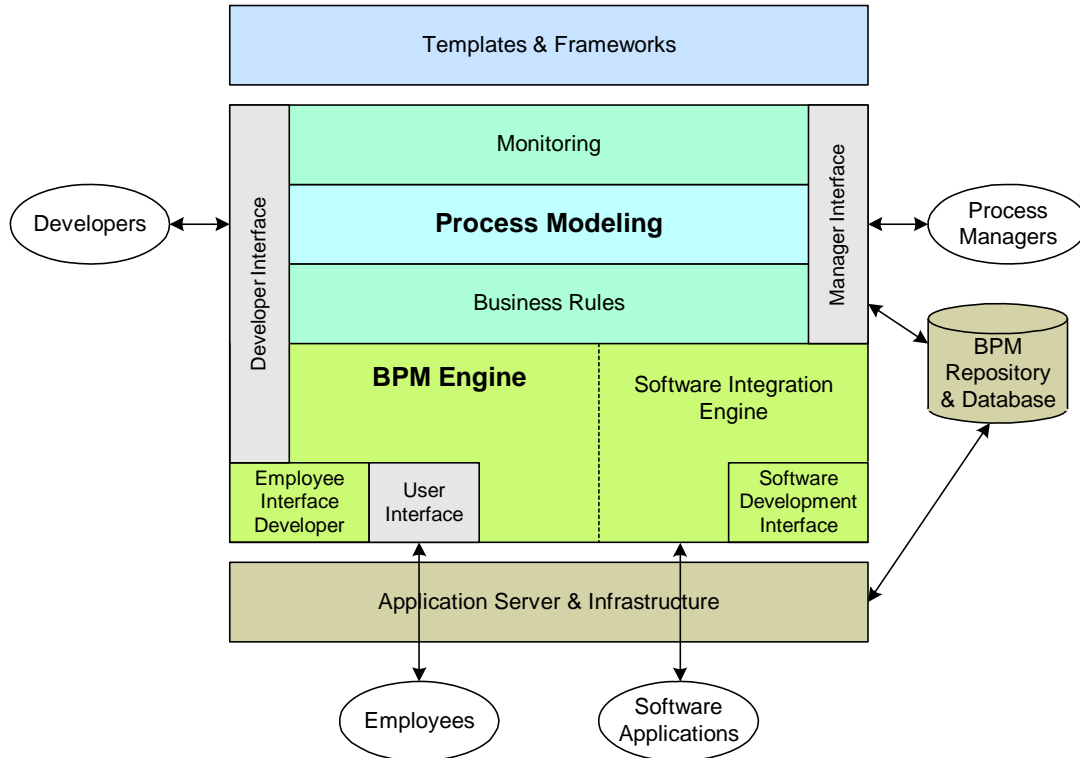 Templates & Frameworks
Monitoring
Developers
Developer Interface
Process Modeling
Manager Interface
Process
Managers
Business Rules
BPM
Repository
& Database
BPM Engine
Software Integration
Engine
Employee
Interface
Developer
User
Interface
Software
Development
Interface
Application Server & Infrastructure
Employees
Software
Applications